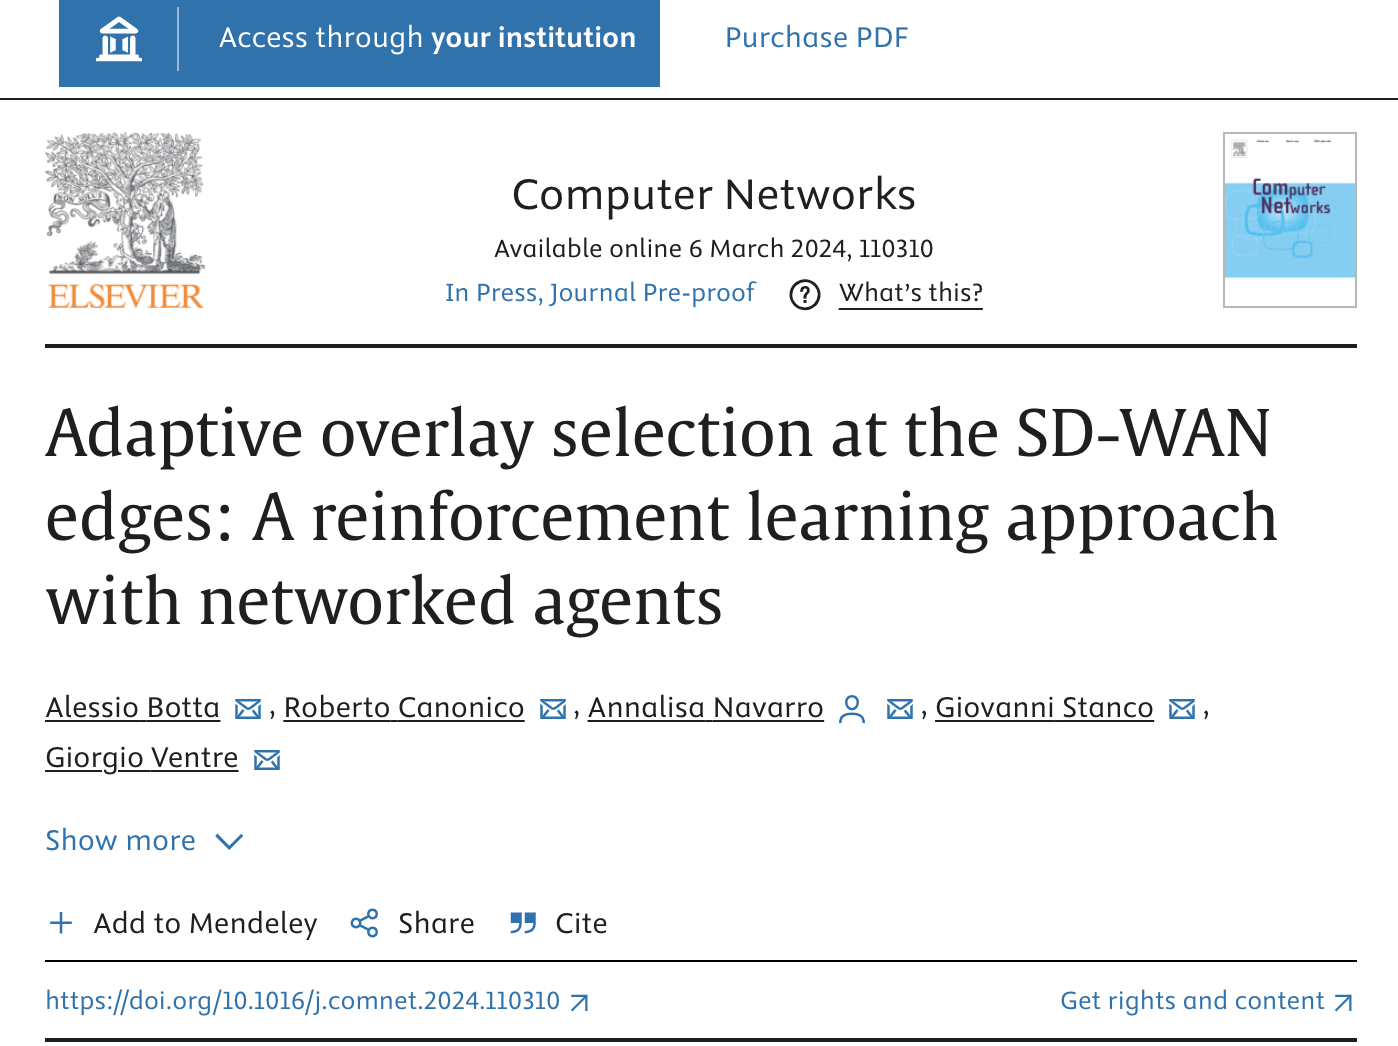 Access through your institution
Purchase PDF
ELSEVIER
Computer Networks
Available online 6 March 2024, 110310
In Press, Journal Pre-proof
What's this?
Computer
Networks
Adaptive overlay selection at the SD-WAN
edges: A reinforcement learning approach
with networked agents
Alessio Botta, Roberto Canonico, Annalisa Navarro, Giovanni Stanco,
Giorgio Ventre
Show more
Add to Mendeley Share Cite
https://doi.org/10.1016/j.comnet.2024.110310
Get rights and content